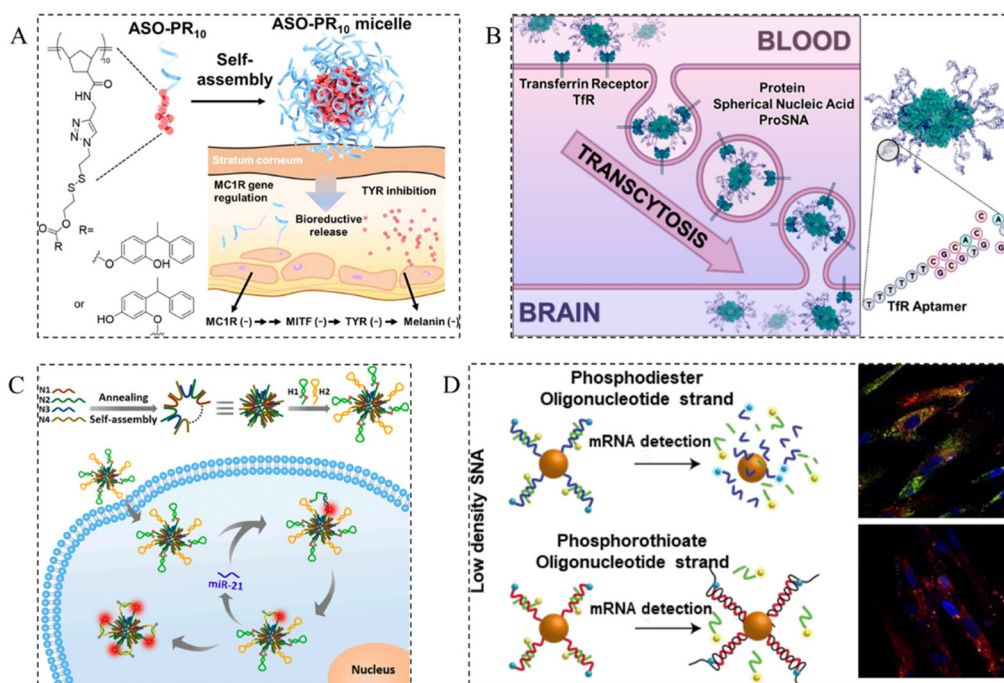 A
ASO-PR10
ASO-PR10 micelle
Self-
assembly
10
O
NH
N
N
N
S
S
O
O
R
R=
O
OH
or
HO
O
Stratum corneum
MC1R gene
regulation
TYR inhibition
Bioreductive
release
MC1R (-)
MITF (-)
TYR (-)
Melanin (-)
B
BLOOD
Transferrin Receptor
TfR
Protein
Spherical Nucleic Acid
ProSNA
TRANSCYTOSIS
BRAIN
T T T T T T C G C A C C A
G C G T G G
TfR Aptamer
C
N1
N2
N3
N4
Annealing
Self-assembly
H1
H2
miR-21
Nucleus
D
Low density SNA
Phosphodiester
Oligonucleotide strand
mRNA detection
Phosphorothioate
Oligonucleotide strand
mRNA detection